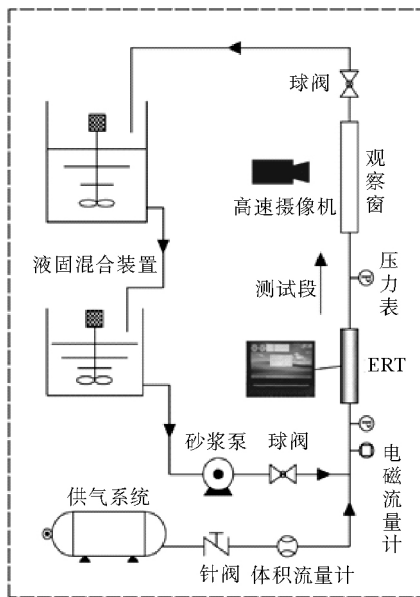 球阀
观察窗
高速摄像机
液固混合装置
压力表
P
测试段
ERT
P
砂浆泵
球阀
电磁流量计
供气系统
针阀
体积流量计